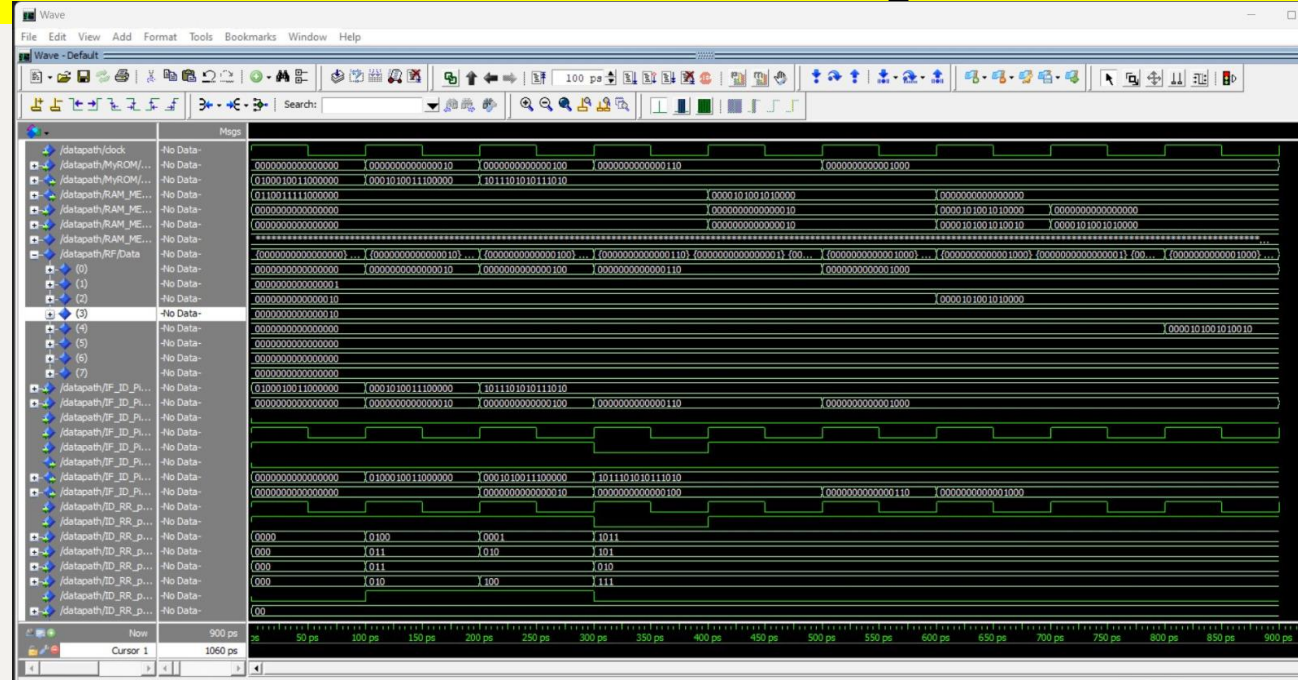 Wave
File Edit View Add Format Tools Bookmarks Window Help
Wave - Default
100 ps
Search:
Msgs
/datapath/clock -No Data-
/datapath/MyROM/... -No Data- 0000000000000000 0000000000000010 0000000000000100 0000000000000110 0000000000001000
/datapath/MyROM/... -No Data- 0100010011000000 0001010011100000 1011101010111010
/datapath/RAM_ME... -No Data- 0110011111000000 0000101001010000 0000000000000000
/datapath/RAM_ME... -No Data- 0000000000000000 0000000000000010 0000101001010000 0000000000000000
/datapath/RAM_ME... -No Data- 0000000000000000 0000000000000010 0000101001010010 0000101001010000
/datapath/RAM_ME... -No Data-
/datapath/RF/Data -No Data- {0000000000000000} ... {0000000000000010} ... {0000000000000100} ... {0000000000000110} {0000000000000001} {00... {0000000000001000} ... {0000000000001000} {0000000000000001} {00... {0000000000001000} ...
(0) -No Data- 0000000000000000 0000000000000010 0000000000000100 0000000000000110 0000000000001000
(1) -No Data- 0000000000000001
(2) -No Data- 0000000000000010 0000101001010000
(3) -No Data- 0000000000000010
(4) -No Data- 0000000000000000 0000101001010010
(5) -No Data- 0000000000000000
(6) -No Data- 0000000000000000
(7) -No Data- 0000000000000000
/datapath/IF_ID_Pi... -No Data- 0100010011000000 0001010011100000 1011101010111010
/datapath/IF_ID_Pi... -No Data- 0000000000000000 0000000000000010 0000000000000100 0000000000000110 0000000000001000
/datapath/IF_ID_Pi... -No Data-
/datapath/IF_ID_Pi... -No Data-
/datapath/IF_ID_Pi... -No Data-
/datapath/IF_ID_Pi... -No Data-
/datapath/IF_ID_Pi... -No Data- 0000000000000000 0100010011000000 0001010011100000 1011101010111010
/datapath/IF_ID_Pi... -No Data- 0000000000000000 0000000000000010 0000000000000100 0000000000000110 0000000000001000
/datapath/ID_RR_p... -No Data-
/datapath/ID_RR_p... -No Data-
/datapath/ID_RR_p... -No Data- 0000 0100 0001 1011
/datapath/ID_RR_p... -No Data- 000 011 010 101
/datapath/ID_RR_p... -No Data- 000 011 010
/datapath/ID_RR_p... -No Data- 000 010 100 111
/datapath/ID_RR_p... -No Data-
/datapath/ID_RR_p... -No Data- 00
Now 900 ps ps 50 ps 100 ps 150 ps 200 ps 250 ps 300 ps 350 ps 400 ps 450 ps 500 ps 550 ps 600 ps 650 ps 700 ps 750 ps 800 ps 850 ps 900 ps
Cursor 1 1060 ps